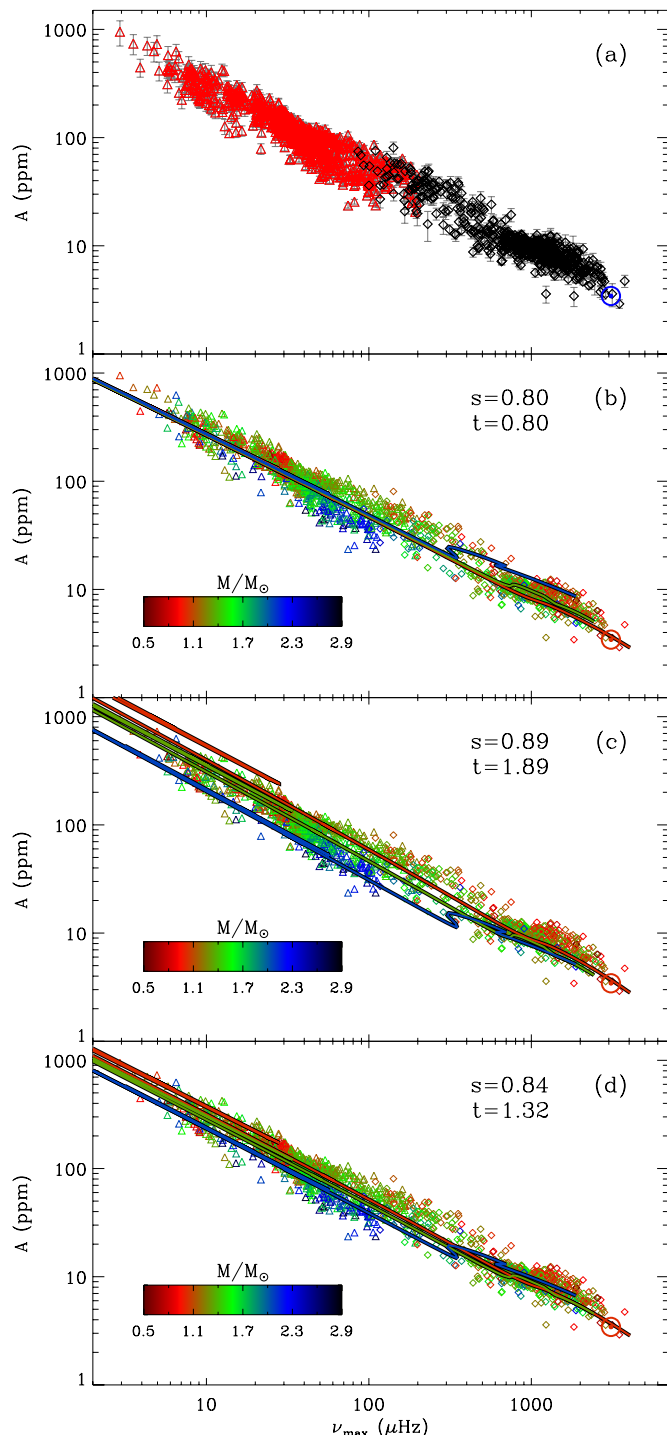 1000
100
10
1
A (ppm)
(a)
1000
100
10
1
A (ppm)
s=0.80
t=0.80
(b)
M/M☉
0.5 1.1 1.7 2.3 2.9
1000
100
10
1
A (ppm)
s=0.89
t=1.89
(c)
M/M☉
0.5 1.1 1.7 2.3 2.9
1000
100
10
1
A (ppm)
s=0.84
t=1.32
(d)
M/M☉
0.5 1.1 1.7 2.3 2.9
10 100 1000
ν_max (μHz)